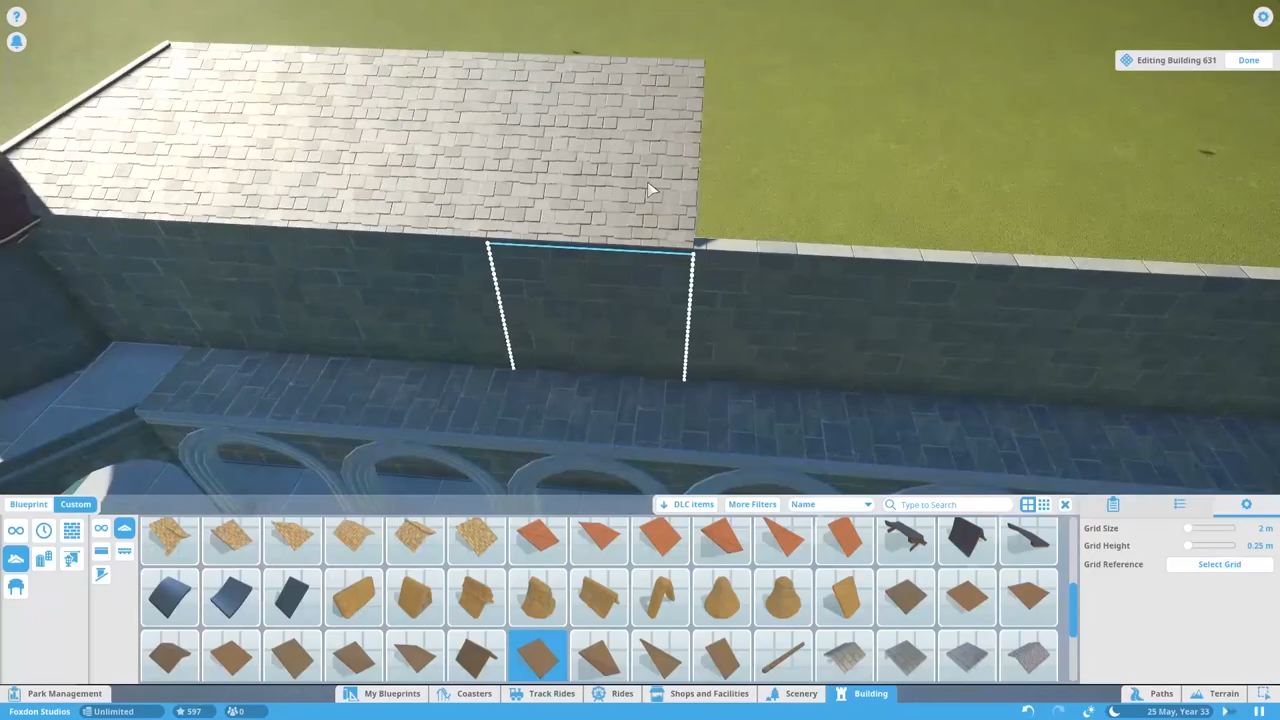 ?
Editing Building 631 Done
Blueprint Custom
DLC items More Filters Name Type to Search
Grid Size 2 m
Grid Height 0.25 m
Grid Reference Select Grid
Park Management My Blueprints Coasters Track Rides Rides Shops and Facilities Scenery Building Paths Terrain
Foxdon Studios Unlimited 597 0 25 May, Year 33